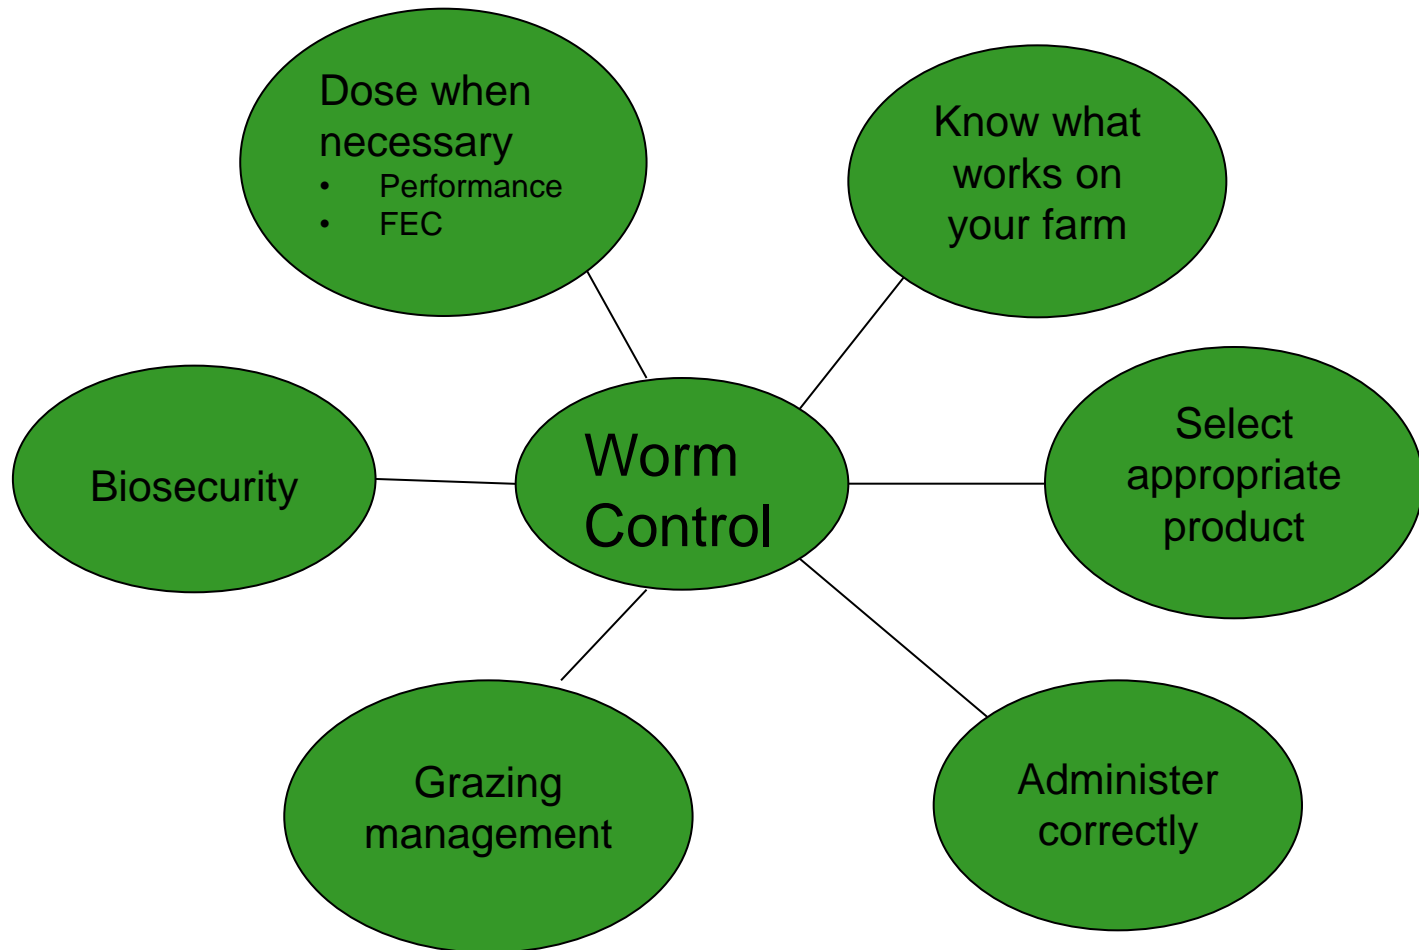 Dose when
necessary
• Performance
• FEC
Know what
works on
your farm
Biosecurity
Worm
Control
Select
appropriate
product
Grazing
management
Administer
correctly